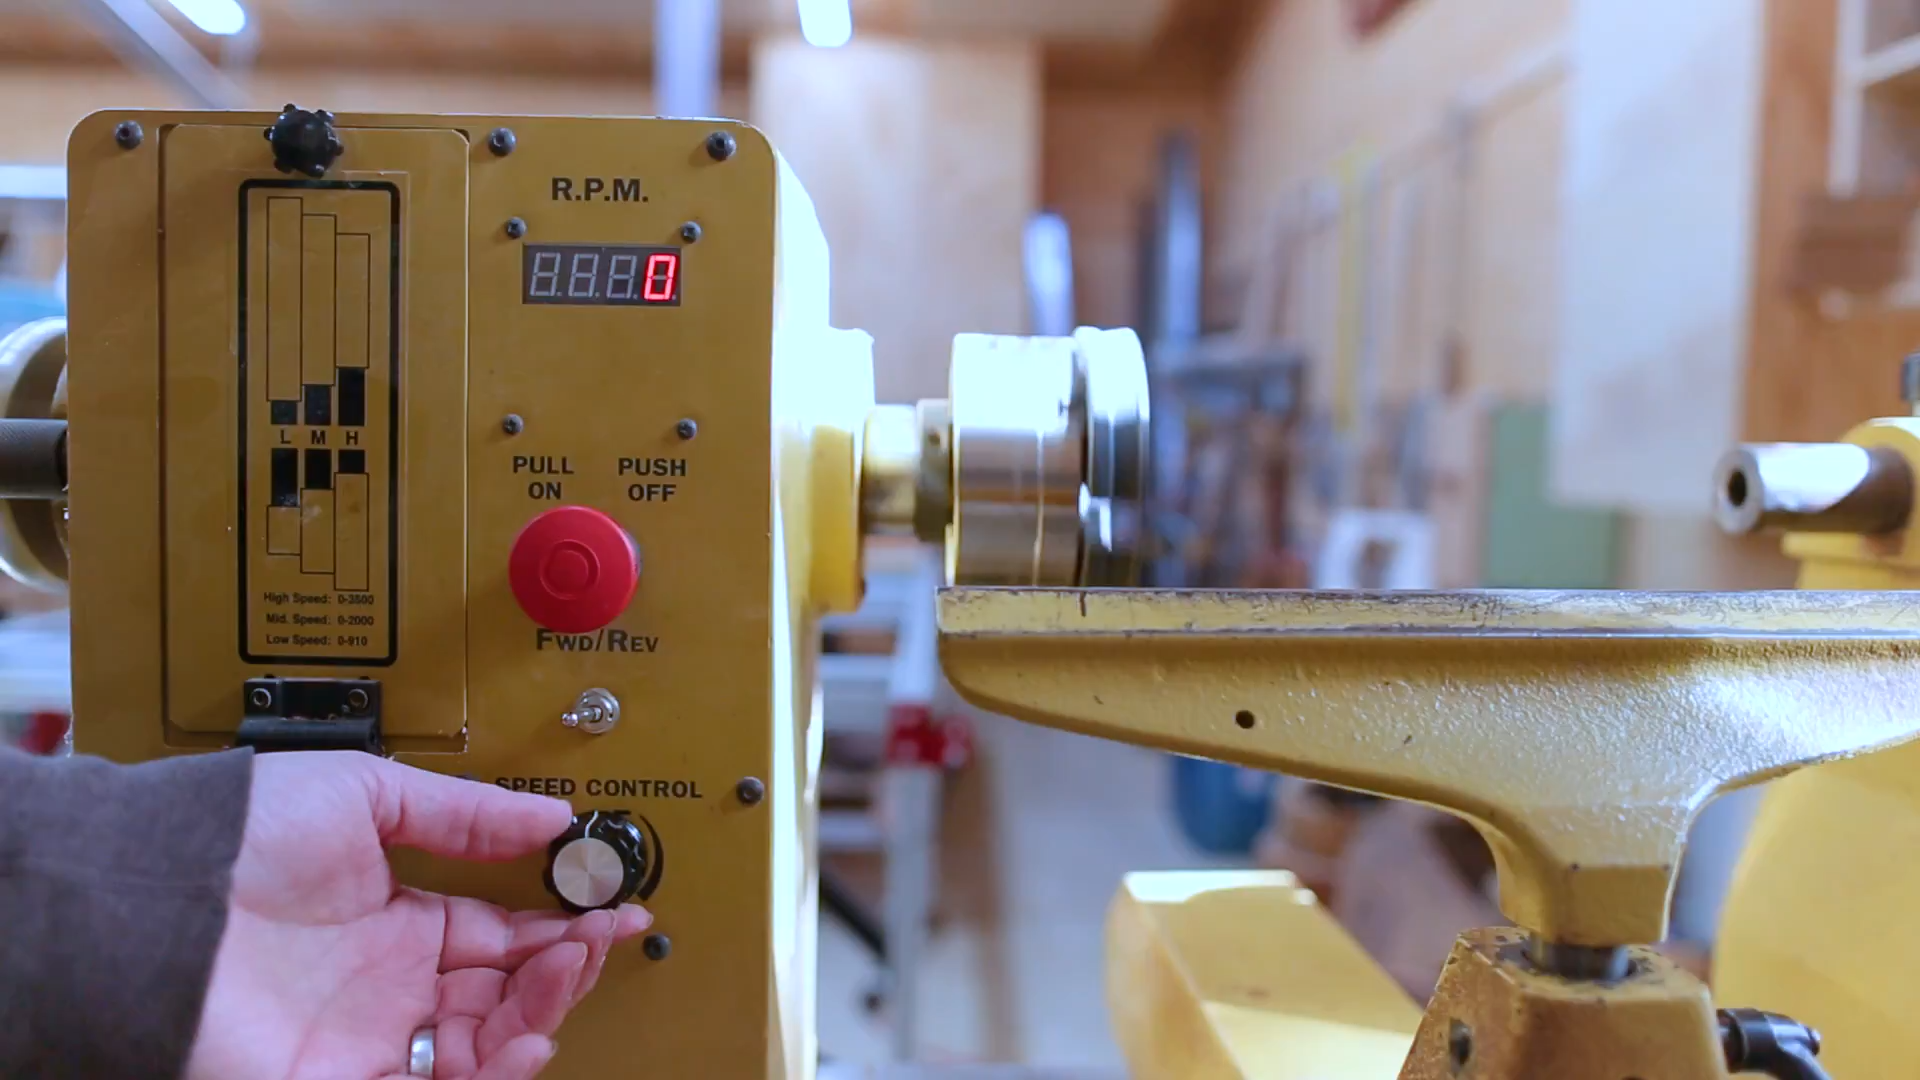 R.P.M.
0
L M H
PULL ON
PUSH OFF
High Speed: 0-3500
Mid. Speed: 0-2000
Low Speed: 0-910
FWD/REV
SPEED CONTROL